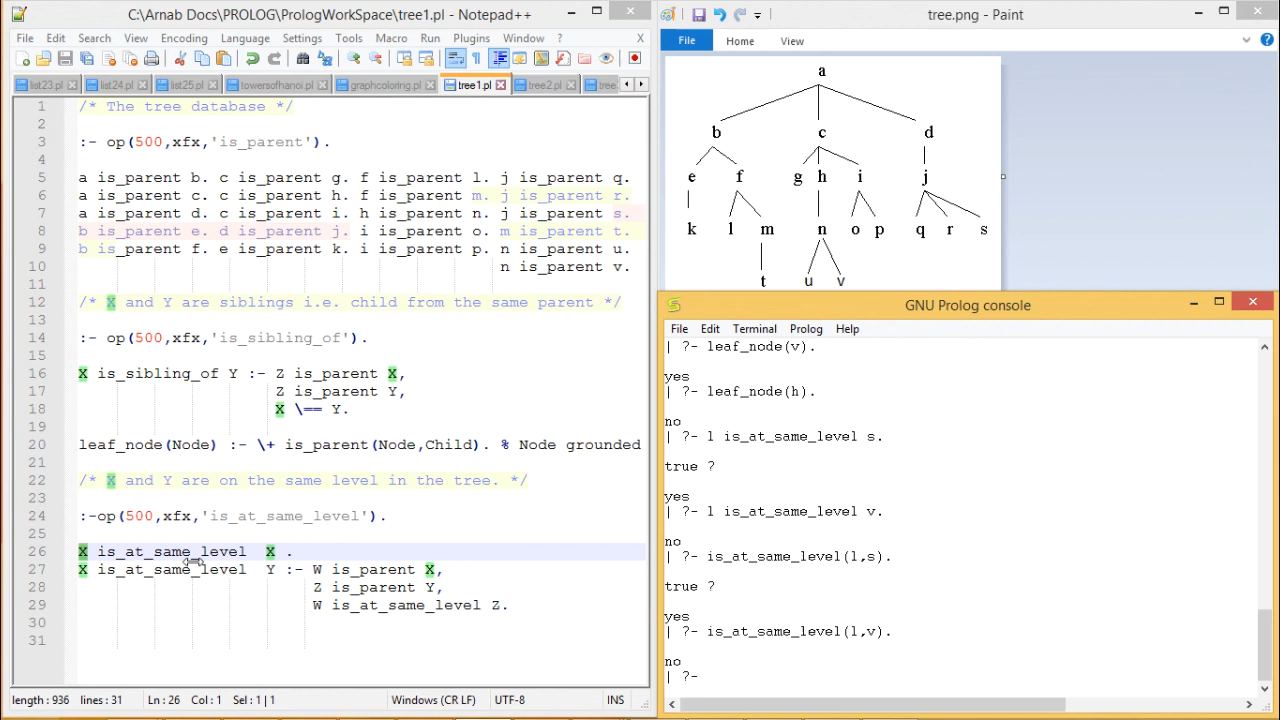 C:\Arnab Docs\PROLOG\PrologWorkSpace\tree1.pl - Notepad++
File Edit Search View Encoding Language Settings Tools Macro Run Plugins Window ? X
list23.pl list24.pl list25.pl towersofhanoi.pl graphcoloring.pl tree1.pl tree2.pl tree
1 /* The tree database */
2
3 :- op(500,xfx,'is_parent').
4
5 a is_parent b. c is_parent g. f is_parent l. j is_parent q.
6 a is_parent c. c is_parent h. f is_parent m. j is_parent r.
7 a is_parent d. c is_parent i. h is_parent n. j is_parent s.
8 b is_parent e. d is_parent j. i is_parent o. m is_parent t.
9 b is_parent f. e is_parent k. i is_parent p. n is_parent u.
10 n is_parent v.
11
12 /* X and Y are siblings i.e. child from the same parent */
13
14 :- op(500,xfx,'is_sibling_of').
15
16 X is_sibling_of Y :- Z is_parent X,
17 Z is_parent Y,
18 X \== Y.
19
20 leaf_node(Node) :- \+ is_parent(Node,Child). % Node grounded
21
22 /* X and Y are on the same level in the tree. */
23
24 :-op(500,xfx,'is_at_same_level').
25
26 X is_at_same_level X .
27 X is_at_same_level Y :- W is_parent X,
28 Z is_parent Y,
29 W is_at_same_level Z.
30
31
length : 936 lines : 31 Ln : 26 Col : 1 Sel : 1 | 1 Windows (CR LF) UTF-8 INS
tree.png - Paint
File Home View
a
b c d
e f g h i j
k l m n o p q r s
t u v
GNU Prolog console
File Edit Terminal Prolog Help
| ?- leaf_node(v).
yes
| ?- leaf_node(h).
no
| ?- l is_at_same_level s.
true ?
yes
| ?- l is_at_same_level v.
no
| ?- is_at_same_level(l,s).
true ?
yes
| ?- is_at_same_level(l,v).
no
| ?-